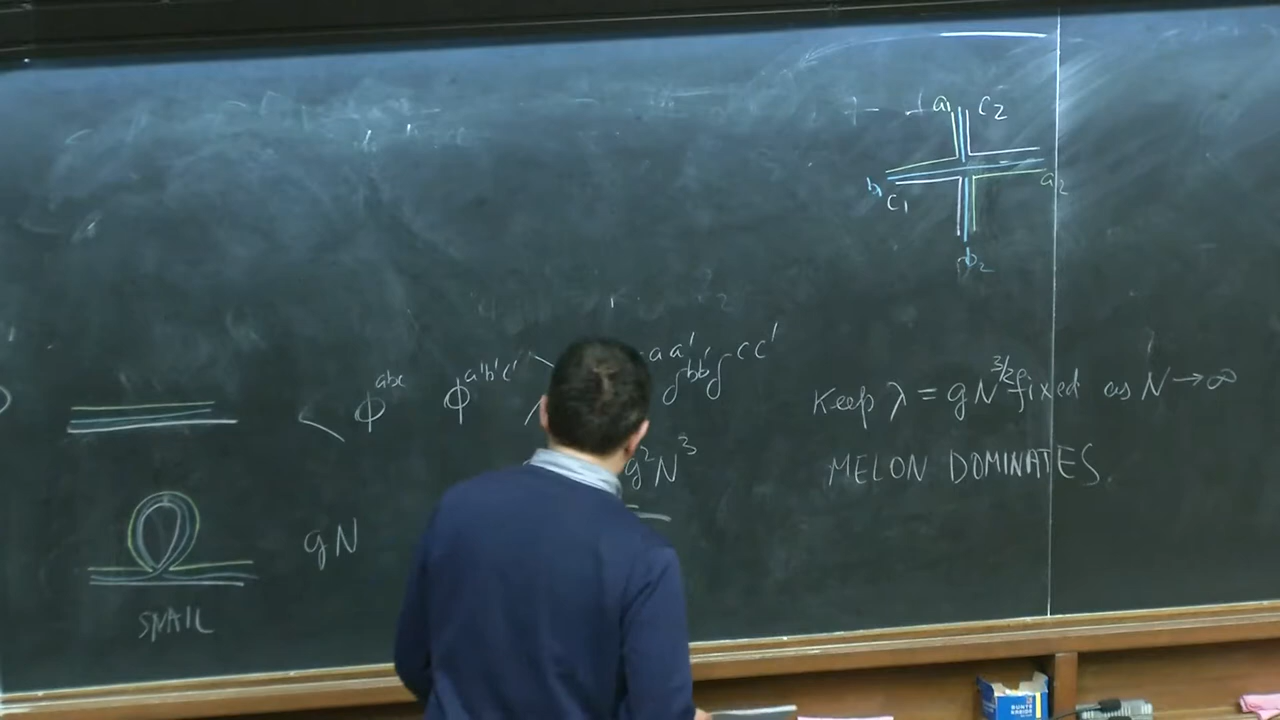 a₁ c₂
b₁ a₂
c₁
b₂
⟨ ϕ^{abc} ϕ^{a'b'c'} ⟩ δ^{aa'} δ^{bb'} δ^{cc'}
Keep λ = g N^{3/2} fixed as N → ∞
g²N³
MELON DOMINATES.
gN
SNAIL